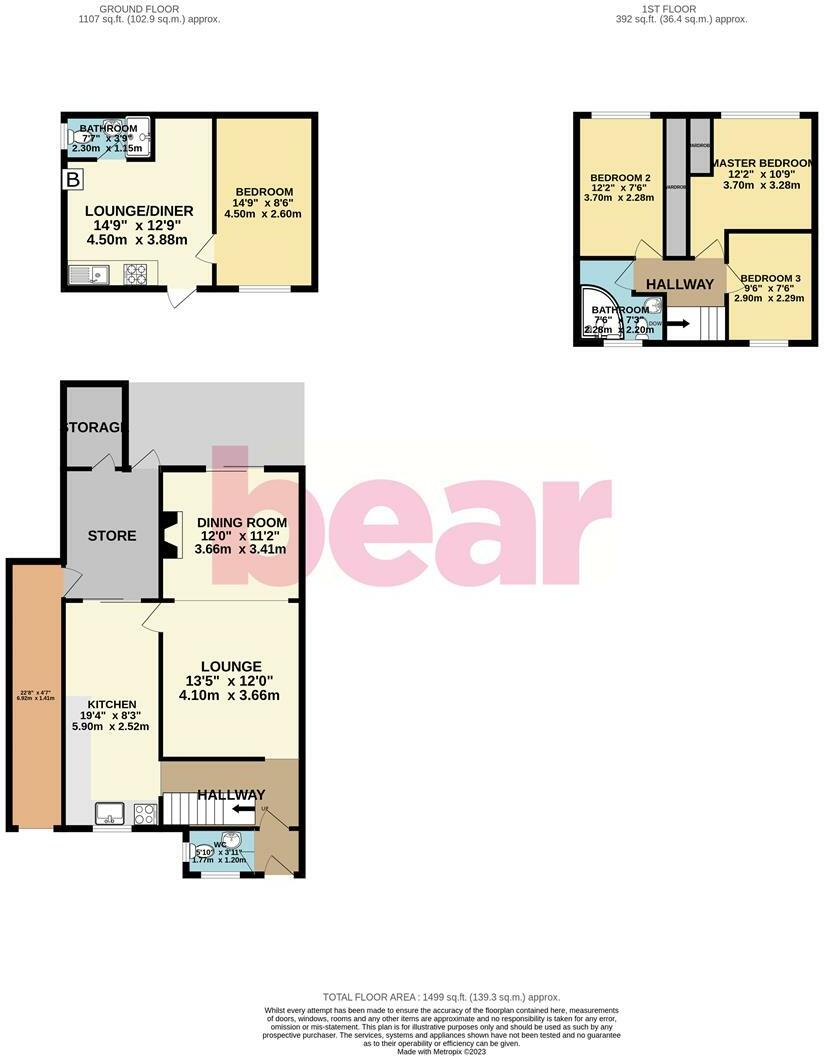 GROUND FLOOR
1107 sq.ft. (102.9 sq.m.) approx.
1ST FLOOR
392 sq.ft. (36.4 sq.m.) approx.
BATHROOM
7'7" x 3'9"
2.30m x 1.15m
B
LOUNGE/DINER
14'9" x 12'9"
4.50m x 3.88m
BEDROOM
14'9" x 8'6"
4.50m x 2.60m
BEDROOM 2
12'2" x 7'6"
3.70m x 2.28m
MASTER BEDROOM
12'2" x 10'9"
3.70m x 3.28m
HALLWAY
BEDROOM 3
9'6" x 7'6"
2.90m x 2.29m
BATHROOM
7'6" x 7'3"
2.28m x 2.20m
STORAGE
STORE
DINING ROOM
12'0" x 11'2"
3.66m x 3.41m
bear
LOUNGE
13'5" x 12'0"
4.10m x 3.66m
22'8" x 4'7"
6.92m x 1.41m
KITCHEN
19'4" x 8'3"
5.90m x 2.52m
HALLWAY
UP
WC
5'10" x 3'11"
1.77m x 1.20m
TOTAL FLOOR AREA : 1499 sq.ft. (139.3 sq.m.) approx.
Whilst every attempt has been made to ensure the accuracy of the floorplan contained here, measurements
of doors, windows, rooms and any other items are approximate and no responsibility is taken for any error,
omission or mis-statement. This plan is for illustrative purposes only and should be used as such by any
prospective purchaser. The services, systems and appliances shown have not been tested and no guarantee
as to their operability or efficiency can be given.
Made with Metropix ©2023